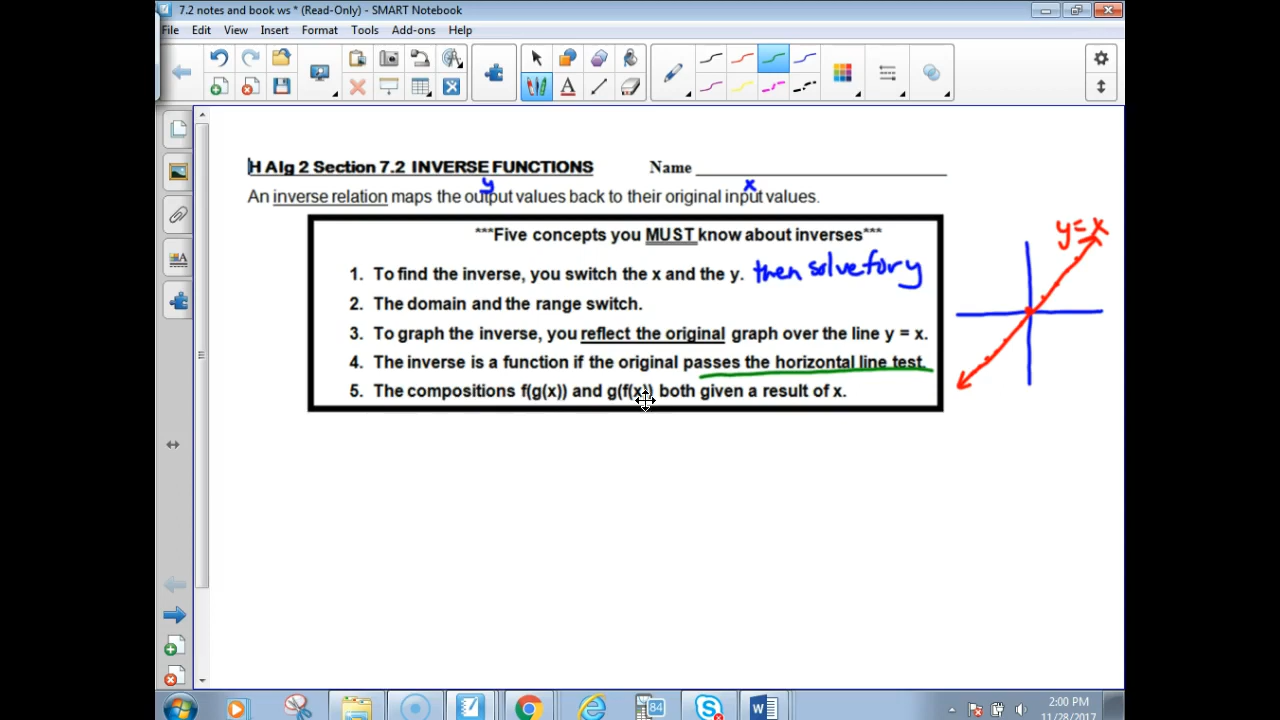 7.2 notes and book ws * (Read-Only) - SMART Notebook
File Edit View Insert Format Tools Add-ons Help
H Alg 2 Section 7.2 INVERSE FUNCTIONS Name
y x
An inverse relation maps the output values back to their original input values.
y=x
***Five concepts you MUST know about inverses***
1. To find the inverse, you switch the x and the y. then solve for y
2. The domain and the range switch.
3. To graph the inverse, you reflect the original graph over the line y = x.
4. The inverse is a function if the original passes the horizontal line test.
5. The compositions f(g(x)) and g(f(x)) both given a result of x.
84
2:00 PM
11/28/2017